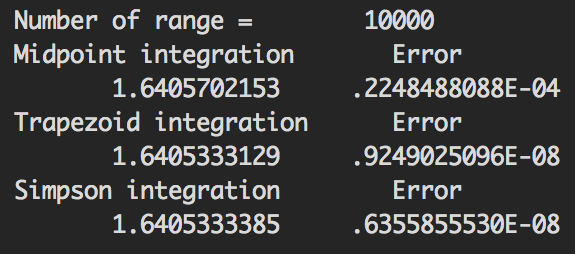 Number of range = 10000
Midpoint integration Error
1.6405702153 .2248488088E-04
Trapezoid integration Error
1.6405333129 .9249025096E-08
Simpson integration Error
1.6405333385 .6355855530E-08